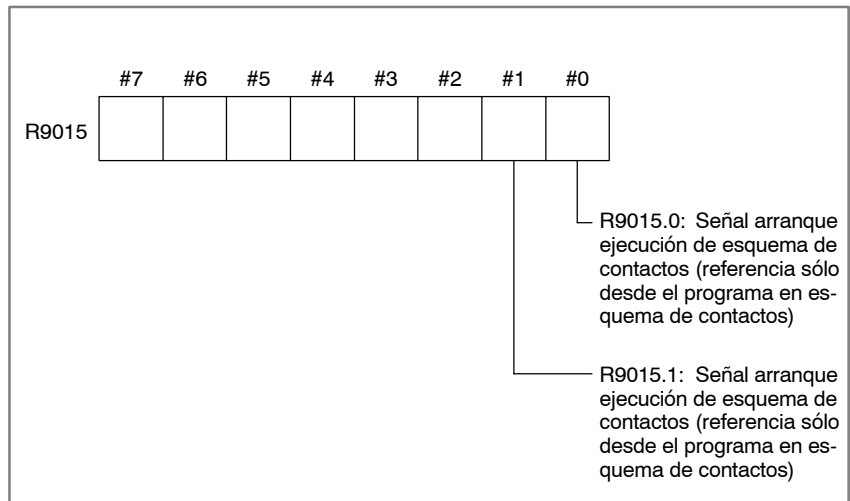 #7 #6 #5 #4 #3 #2 #1 #0
R9015
R9015.0: Señal arranque
ejecución de esquema de
contactos (referencia sólo
desde el programa en es-
quema de contactos)
R9015.1: Señal arranque
ejecución de esquema de
contactos (referencia sólo
desde el programa en es-
quema de contactos)